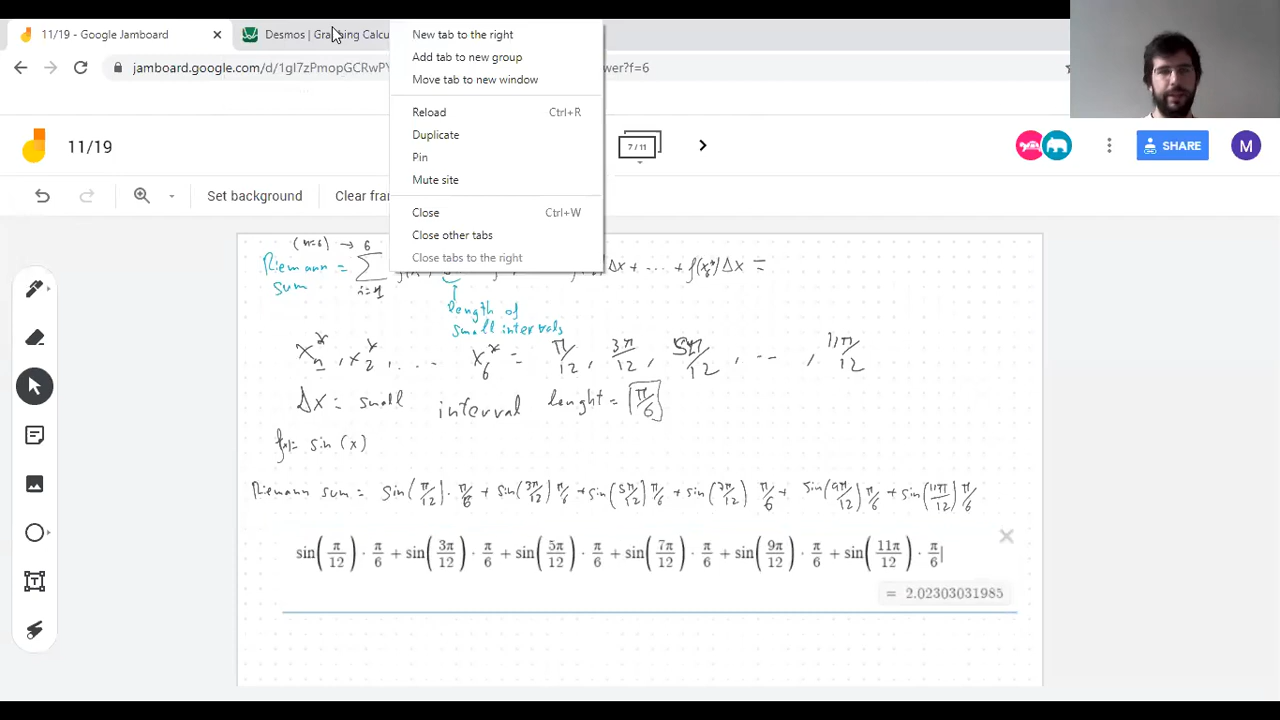 11/19 - Google Jamboard
Desmos | Graphing Calcu
New tab to the right
jamboard.google.com/d/1gI7zPmopGCRwPY
wer?f=6
Add tab to new group
Move tab to new window
Reload Ctrl+R
Duplicate
Pin
Mute site
Close Ctrl+W
Close other tabs
Close tabs to the right
11/19
7 / 11
SHARE
M
Set background
Clear fra
(n=6) → 6
Riemann = ∑ Δx + ... + f(x₆*) Δx =
sum i=1
length of
small intervals
x₁*, x₂*, ... x₆* = π/12, 3π/12, 5π/12, ..., 11π/12
Δx = small interval lenght = π/6
f(x)= sin (x)
Riemann sum = sin(π/12)·π/6 + sin(3π/12)π/6 + sin(5π/12)π/6 + sin(7π/12)π/6 + sin(9π/12)π/6 + sin(11π/12)π/6
sin(π/12)·π/6 + sin(3π/12)·π/6 + sin(5π/12)·π/6 + sin(7π/12)·π/6 + sin(9π/12)·π/6 + sin(11π/12)·π/6
= 2.02303031985